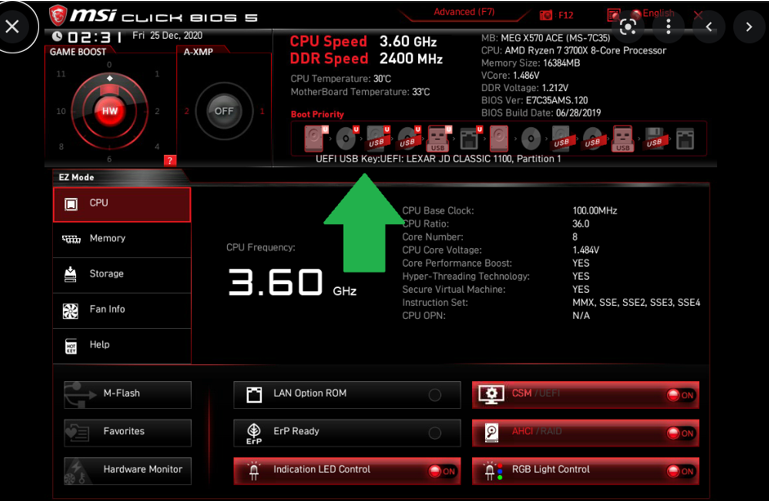 msi CLICK BIOS 5
Advanced (F7)
F12
English
02:31 Fri 25 Dec, 2020
GAME BOOST
A-XMP
0
11
1
10
HW
2
8
4
6
OFF
2
1
?
CPU Speed 3.60 GHz
DDR Speed 2400 MHz
CPU Temperature: 30°C
MotherBoard Temperature: 33°C
MB: MEG X570 ACE (MS-7C35)
CPU: AMD Ryzen 7 3700X 8-Core Processor
Memory Size: 16384MB
VCore: 1.486V
DDR Voltage: 1.212V
BIOS Ver: E7C35AMS.120
BIOS Build Date: 06/28/2019
Boot Priority
U U U U U U
USB USB USB USB USB USB
UEFI USB Key:UEFI: LEXAR JD CLASSIC 1100, Partition 1
EZ Mode
CPU
Memory
Storage
Fan Info
HOT KEY
Help
CPU Frequency:
3.60 GHz
CPU Base Clock: 100.00MHz
CPU Ratio: 36.0
Core Number: 8
CPU Core Voltage: 1.484V
Core Performance Boost: YES
Hyper-Threading Technology: YES
Secure Virtual Machine: YES
Instruction Set: MMX, SSE, SSE2, SSE3, SSE4
CPU OPN: N/A
M-Flash
Favorites
Hardware Monitor
LAN Option ROM
ErP
ErP Ready
Indication LED Control ON
CSM /UEFI ON
AHCI /RAID ON
RGB Light Control ON